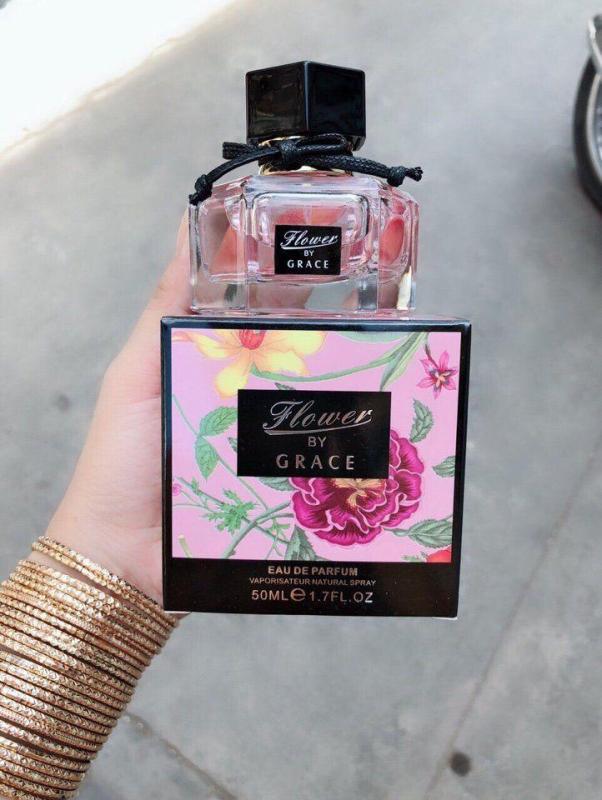 Flower
BY
GRACE
Flower
BY
GRACE
EAU DE PARFUM
VAPORISATEUR NATURAL SPRAY
50ML℮1.7FL.OZ